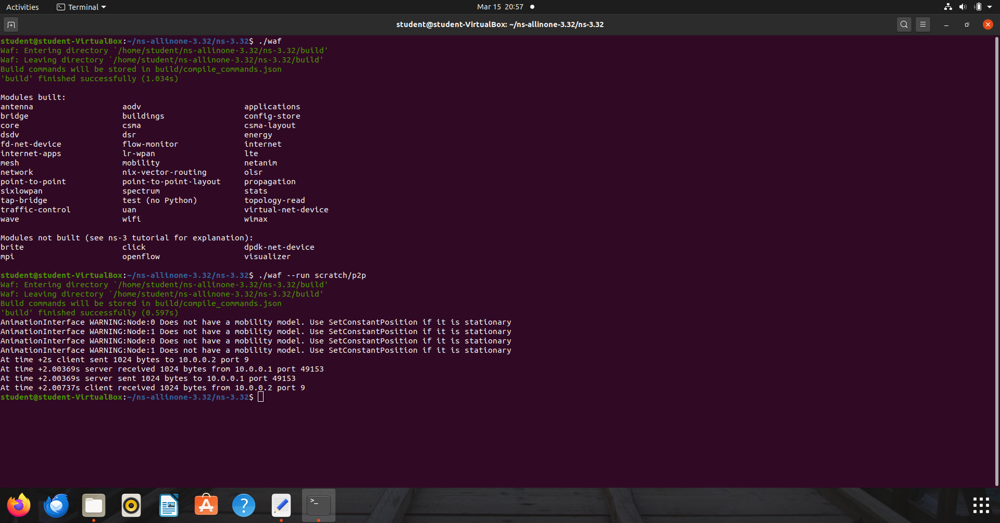 Activities Terminal Mar 15 20:57
student@student-VirtualBox: ~/ns-allinone-3.32/ns-3.32
student@student-VirtualBox:~/ns-allinone-3.32/ns-3.32$ ./waf
Waf: Entering directory `/home/student/ns-allinone-3.32/ns-3.32/build'
Waf: Leaving directory `/home/student/ns-allinone-3.32/ns-3.32/build'
Build commands will be stored in build/compile_commands.json
'build' finished successfully (1.034s)
Modules built:
antenna aodv applications
bridge buildings config-store
core csma csma-layout
dsdv dsr energy
fd-net-device flow-monitor internet
internet-apps lr-wpan lte
mesh mobility netanim
network nix-vector-routing olsr
point-to-point point-to-point-layout propagation
sixlowpan spectrum stats
tap-bridge test (no Python) topology-read
traffic-control uan virtual-net-device
wave wifi wimax
Modules not built (see ns-3 tutorial for explanation):
brite click dpdk-net-device
mpi openflow visualizer
student@student-VirtualBox:~/ns-allinone-3.32/ns-3.32$ ./waf --run scratch/p2p
Waf: Entering directory `/home/student/ns-allinone-3.32/ns-3.32/build'
Waf: Leaving directory `/home/student/ns-allinone-3.32/ns-3.32/build'
Build commands will be stored in build/compile_commands.json
'build' finished successfully (0.597s)
AnimationInterface WARNING:Node:0 Does not have a mobility model. Use SetConstantPosition if it is stationary
AnimationInterface WARNING:Node:1 Does not have a mobility model. Use SetConstantPosition if it is stationary
AnimationInterface WARNING:Node:0 Does not have a mobility model. Use SetConstantPosition if it is stationary
AnimationInterface WARNING:Node:1 Does not have a mobility model. Use SetConstantPosition if it is stationary
At time +2s client sent 1024 bytes to 10.0.0.2 port 9
At time +2.00369s server received 1024 bytes from 10.0.0.1 port 49153
At time +2.00369s server sent 1024 bytes to 10.0.0.1 port 49153
At time +2.00737s client received 1024 bytes from 10.0.0.2 port 9
student@student-VirtualBox:~/ns-allinone-3.32/ns-3.32$